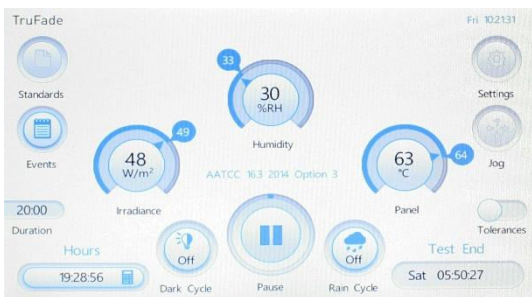 TruFade
Fri 10:21:31
Standards
Settings
33
30
%RH
Humidity
Events
Jog
49
48
W/m²
Irradiance
AATCC 16.3 2014 Option 3
64
63
°C
Panel
20:00
Duration
Tolerances
Hours
19:28:56
Off
Dark Cycle
Pause
Off
Rain Cycle
Test End
Sat 05:50:27